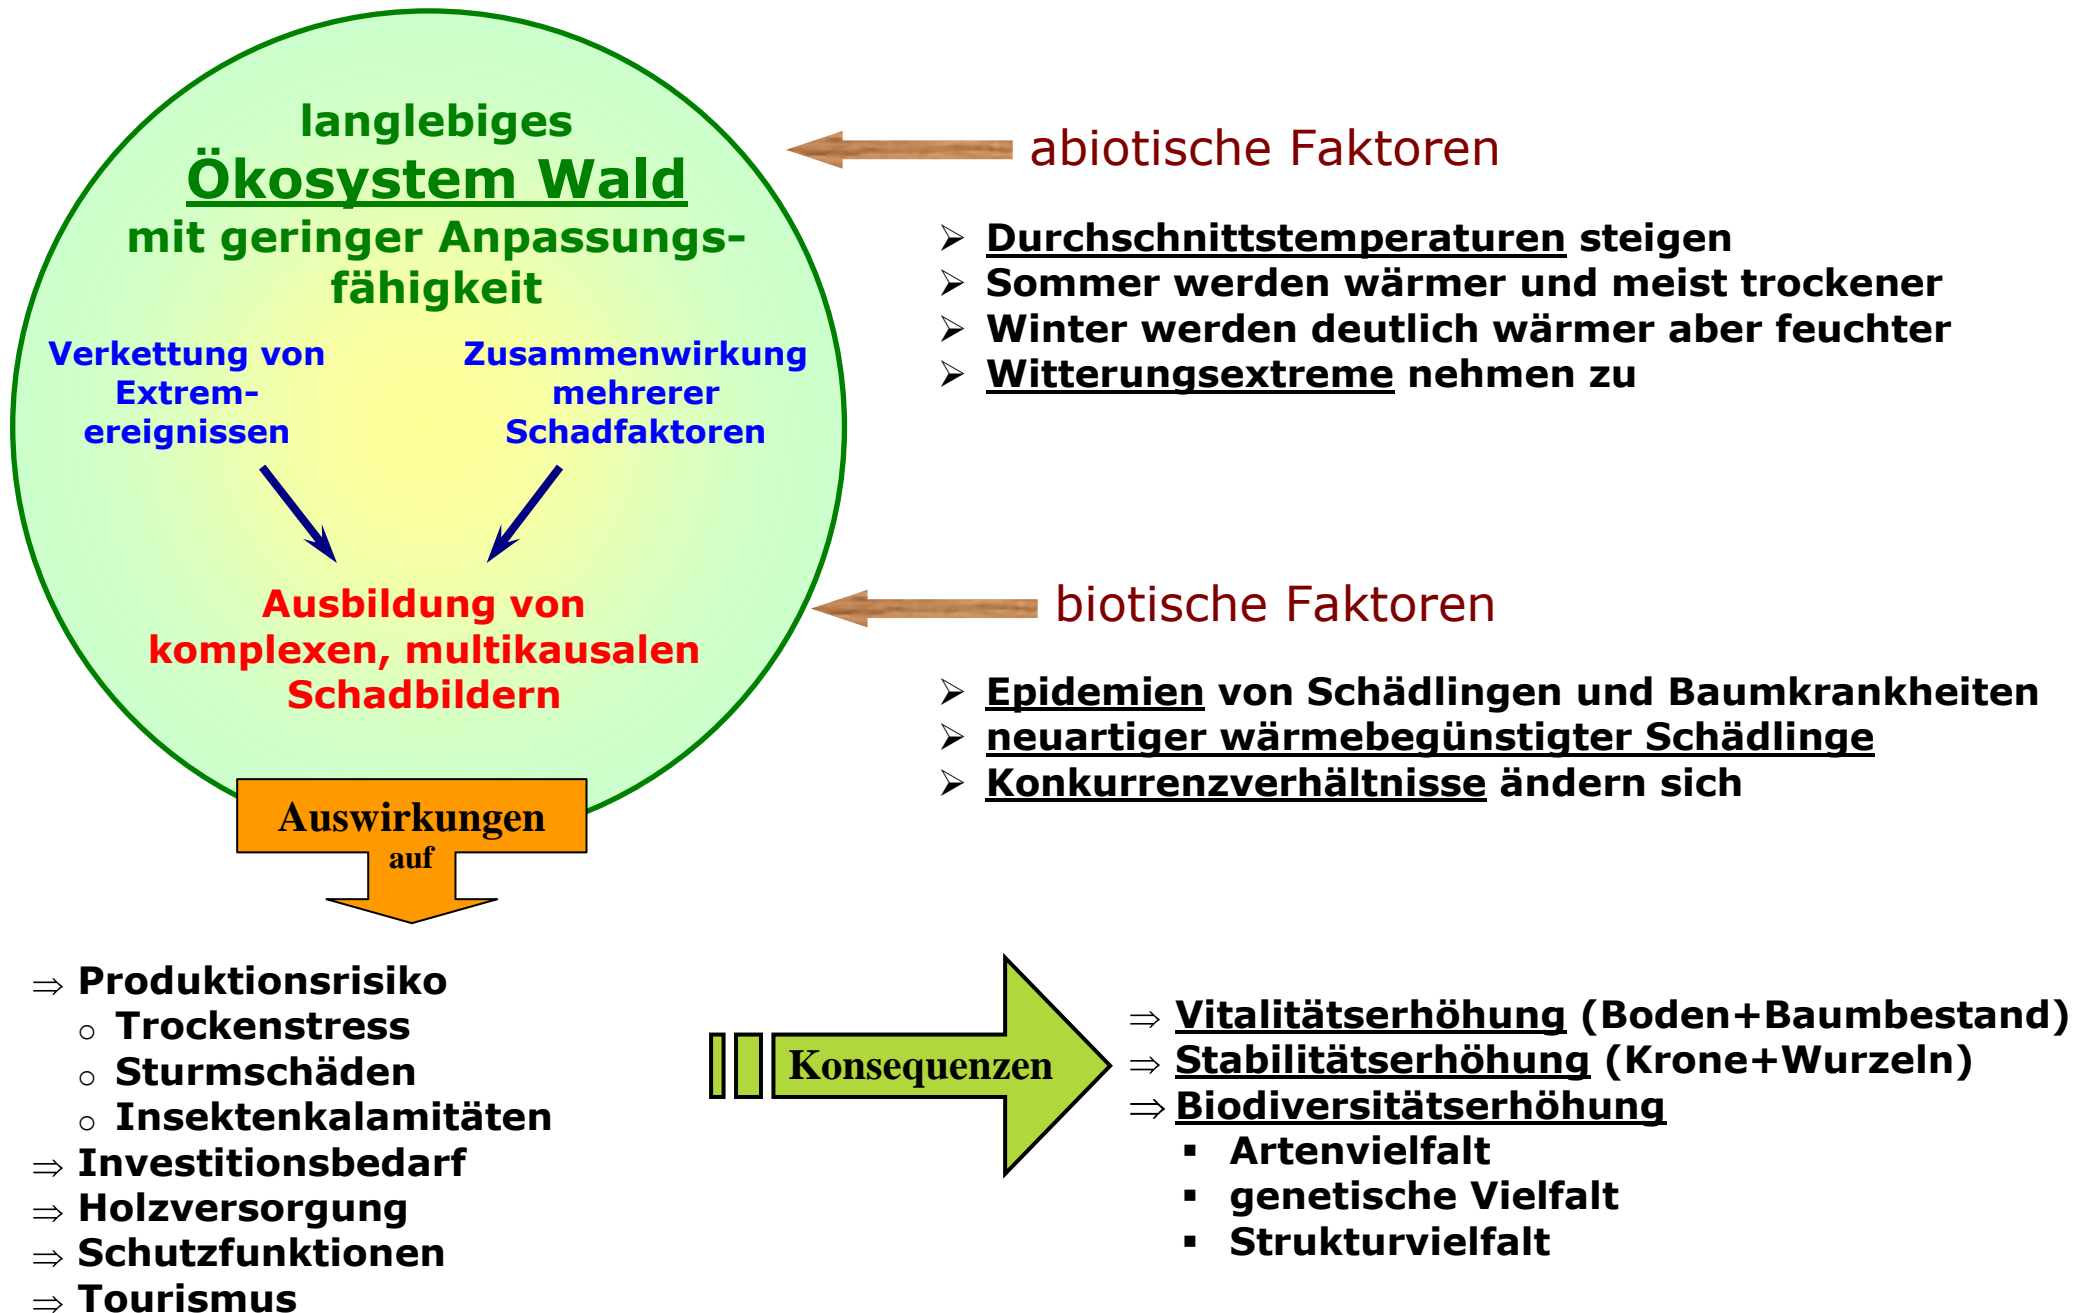 langlebiges
Ökosystem Wald
mit geringer Anpassungs-
fähigkeit
Verkettung von
Extrem-
ereignissen
Zusammenwirkung
mehrerer
Schadfaktoren
Ausbildung von
komplexen, multikausalen
Schadbildern
abiotische Faktoren
➢ Durchschnittstemperaturen steigen
➢ Sommer werden wärmer und meist trockener
➢ Winter werden deutlich wärmer aber feuchter
➢ Witterungsextreme nehmen zu
biotische Faktoren
➢ Epidemien von Schädlingen und Baumkrankheiten
➢ neuartiger wärmebegünstigter Schädlinge
➢ Konkurrenzverhältnisse ändern sich
Auswirkungen
auf
⇒ Produktionsrisiko
o Trockenstress
o Sturmschäden
o Insektenkalamitäten
⇒ Investitionsbedarf
⇒ Holzversorgung
⇒ Schutzfunktionen
⇒ Tourismus
Konsequenzen
⇒ Vitalitätserhöhung (Boden+Baumbestand)
⇒ Stabilitätserhöhung (Krone+Wurzeln)
⇒ Biodiversitätserhöhung
▪ Artenvielfalt
▪ genetische Vielfalt
▪ Strukturvielfalt